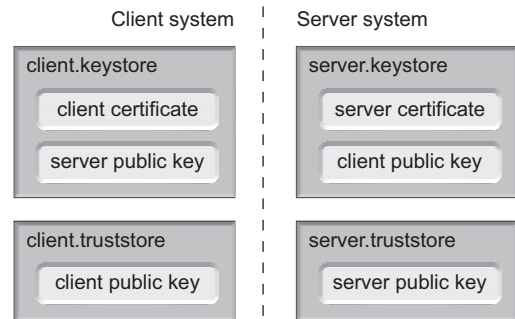 Client system
Server system
client.keystore
client certificate
server public key
server.keystore
server certificate
client public key
client.truststore
client public key
server.truststore
server public key